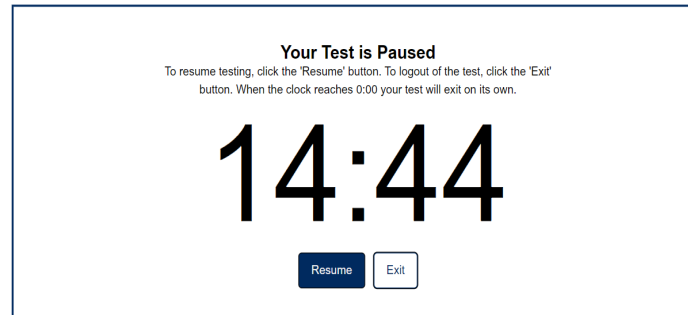 Your Test is Paused
To resume testing, click the 'Resume' button. To logout of the test, click the 'Exit'
button. When the clock reaches 0:00 your test will exit on its own.
14:44
Resume Exit